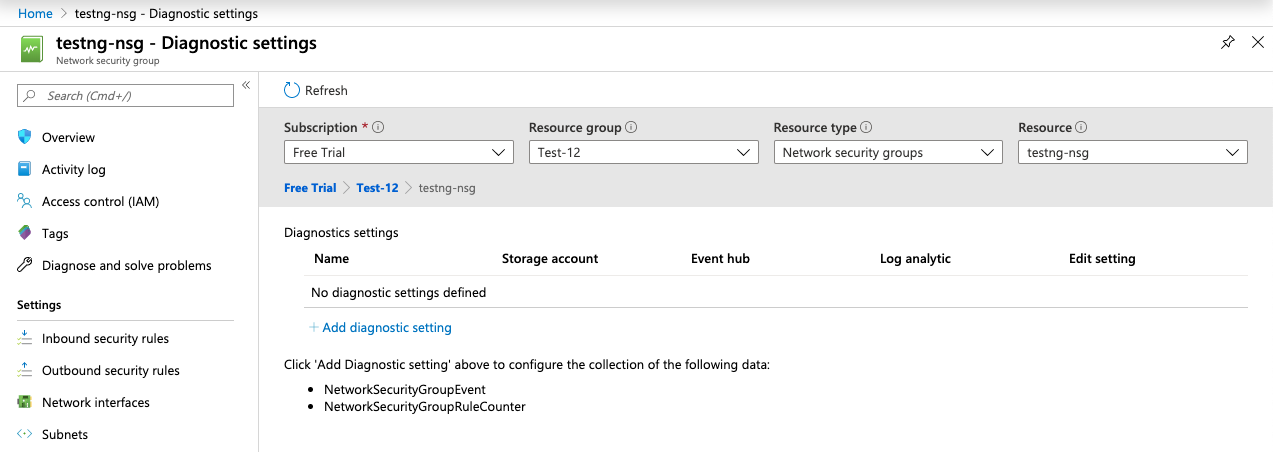 Home > testng-nsg - Diagnostic settings
testng-nsg - Diagnostic settings
Network security group
Search (Cmd+/)
Overview
Activity log
Access control (IAM)
Tags
Diagnose and solve problems
Settings
Inbound security rules
Outbound security rules
Network interfaces
Subnets
Refresh
Subscription * Resource group Resource type Resource
Free Trial Test-12 Network security groups testng-nsg
Free Trial > Test-12 > testng-nsg
Diagnostics settings
Name Storage account Event hub Log analytic Edit setting
No diagnostic settings defined
+ Add diagnostic setting
Click 'Add Diagnostic setting' above to configure the collection of the following data:
• NetworkSecurityGroupEvent
• NetworkSecurityGroupRuleCounter